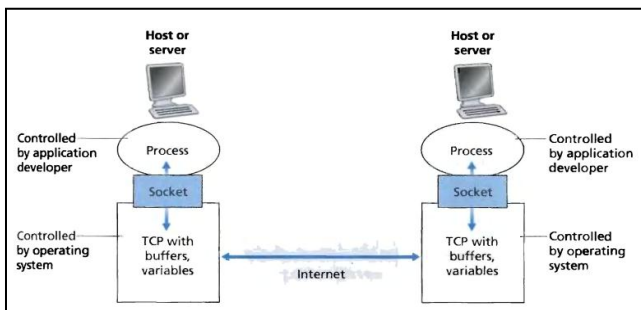 Host or
server
Host or
server
Controlled
by application
developer
Process
Process
Controlled
by application
developer
Socket
Socket
Controlled
by operating
system
TCP with
buffers,
variables
Internet
TCP with
buffers,
variables
Controlled
by operating
system